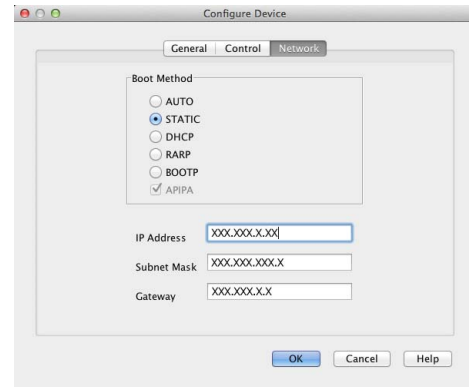 Configure Device
General Control Network
Boot Method
AUTO
STATIC
DHCP
RARP
BOOTP
APIPA
IP Address XXX.XXX.X.XX
Subnet Mask XXX.XXX.XXX.X
Gateway XXX.XXX.X.X
OK Cancel Help